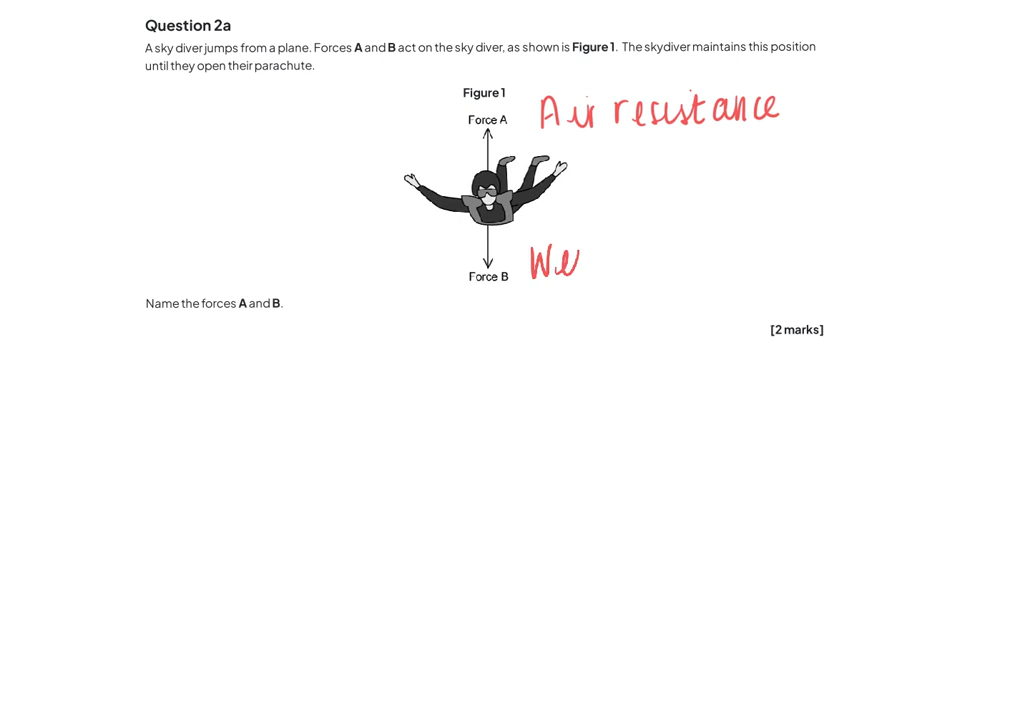 Question 2a
A sky diver jumps from a plane. Forces A and B act on the sky diver, as shown is Figure 1. The skydiver maintains this position
until they open their parachute.
Figure 1
Air resistance
Force A
We
Force B
Name the forces A and B.
[2 marks]